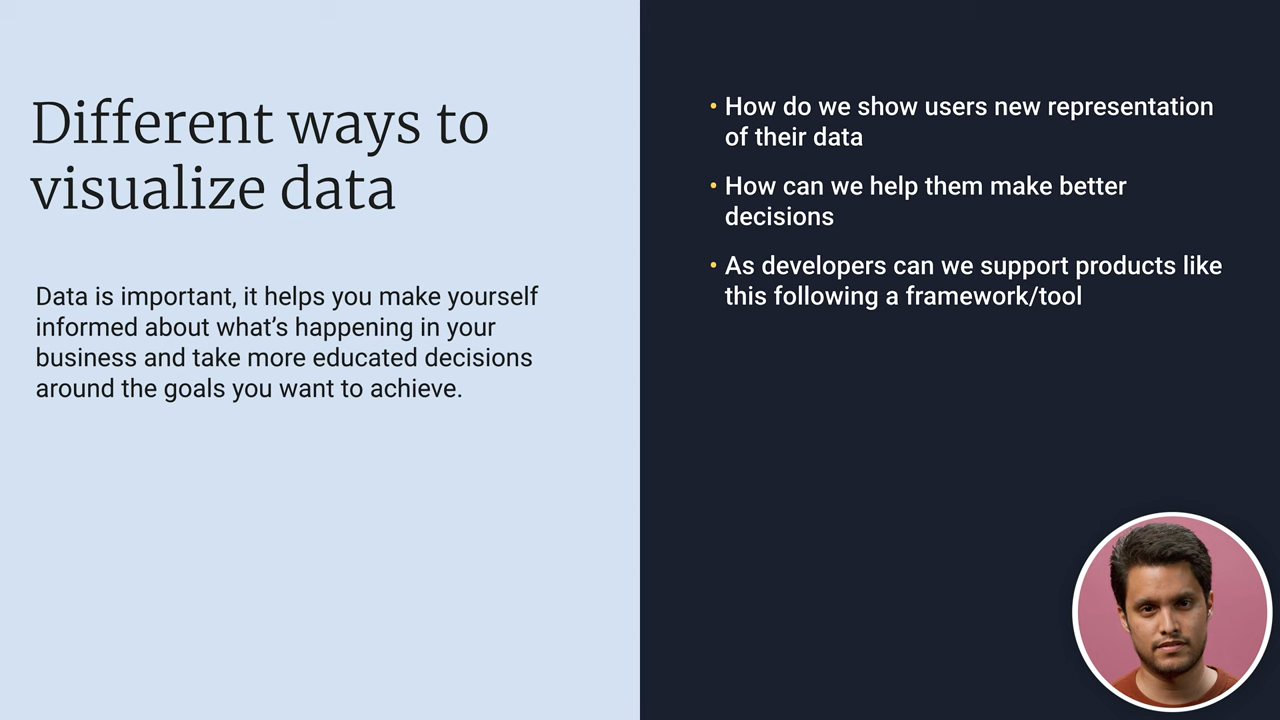 Different ways to
visualize data
Data is important, it helps you make yourself
informed about what’s happening in your
business and take more educated decisions
around the goals you want to achieve.
• How do we show users new representation
of their data
• How can we help them make better
decisions
• As developers can we support products like
this following a framework/tool